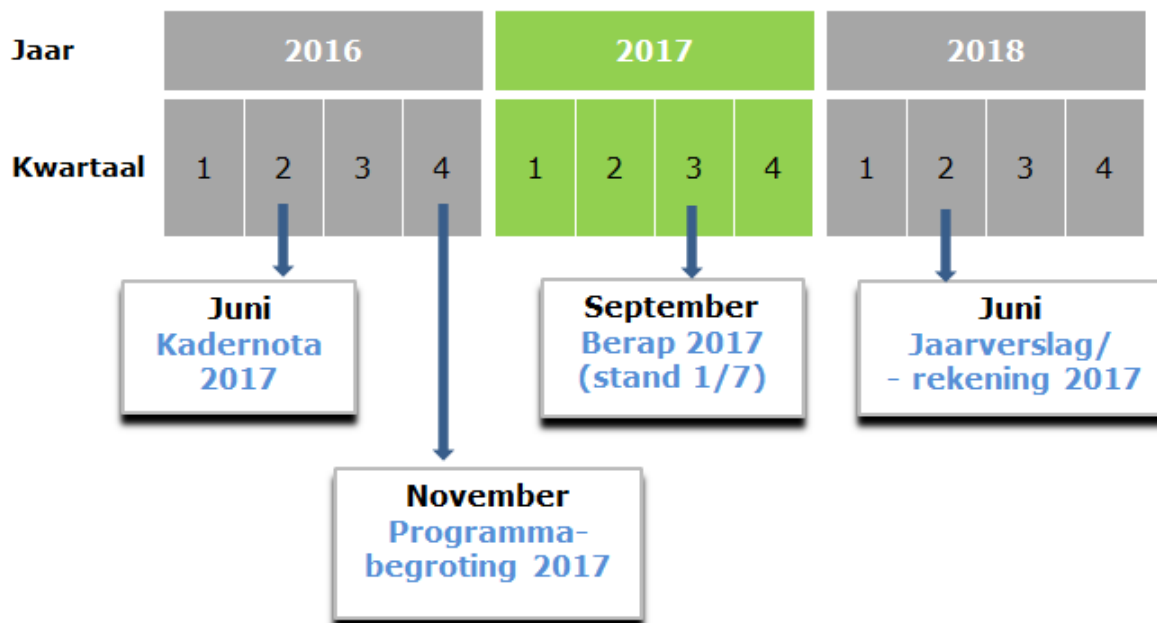 Jaar 2016 2017 2018
Kwartaal 1 2 3 4 1 2 3 4 1 2 3 4
Juni
Kadernota
2017
September
Berap 2017
(stand 1/7)
Juni
Jaarverslag/
- rekening 2017
November
Programma-
begroting 2017